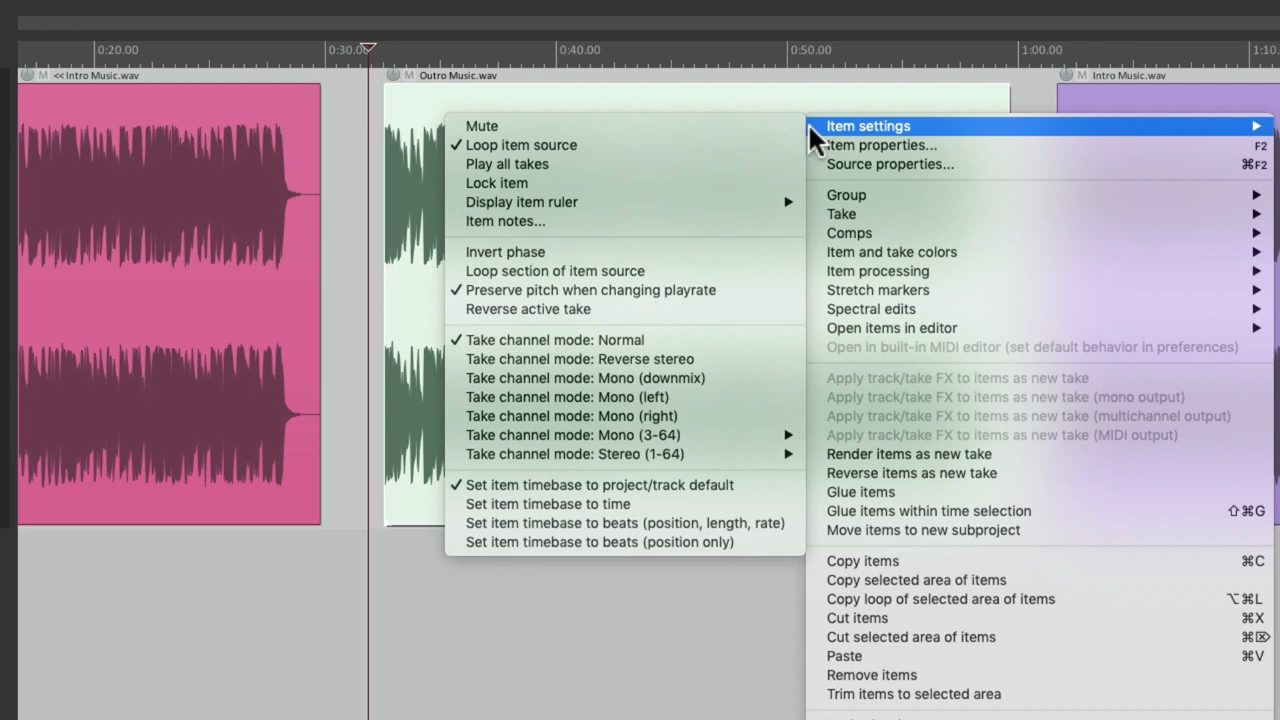 0:20.00 0:30.00 0:40.00 0:50.00 1:00.00 1:10.
M << Intro Music.wav
M Outro Music.wav
M Intro Music.wav
Mute
✓ Loop item source
Play all takes
Lock item
Display item ruler ▶
Item notes...
Invert phase
Loop section of item source
✓ Preserve pitch when changing playrate
Reverse active take
✓ Take channel mode: Normal
Take channel mode: Reverse stereo
Take channel mode: Mono (downmix)
Take channel mode: Mono (left)
Take channel mode: Mono (right)
Take channel mode: Mono (3-64) ▶
Take channel mode: Stereo (1-64) ▶
✓ Set item timebase to project/track default
Set item timebase to time
Set item timebase to beats (position, length, rate)
Set item timebase to beats (position only)
Item settings ▶
Item properties... F2
Source properties... ⌘F2
Group ▶
Take ▶
Comps ▶
Item and take colors ▶
Item processing ▶
Stretch markers ▶
Spectral edits ▶
Open items in editor ▶
Open in built-in MIDI editor (set default behavior in preferences)
Apply track/take FX to items as new take
Apply track/take FX to items as new take (mono output)
Apply track/take FX to items as new take (multichannel output)
Apply track/take FX to items as new take (MIDI output)
Render items as new take
Reverse items as new take
Glue items
Glue items within time selection ⇧⌘G
Move items to new subproject
Copy items ⌘C
Copy selected area of items
Copy loop of selected area of items ⌥⌘L
Cut items ⌘X
Cut selected area of items ⌘⌦
Paste ⌘V
Remove items
Trim items to selected area